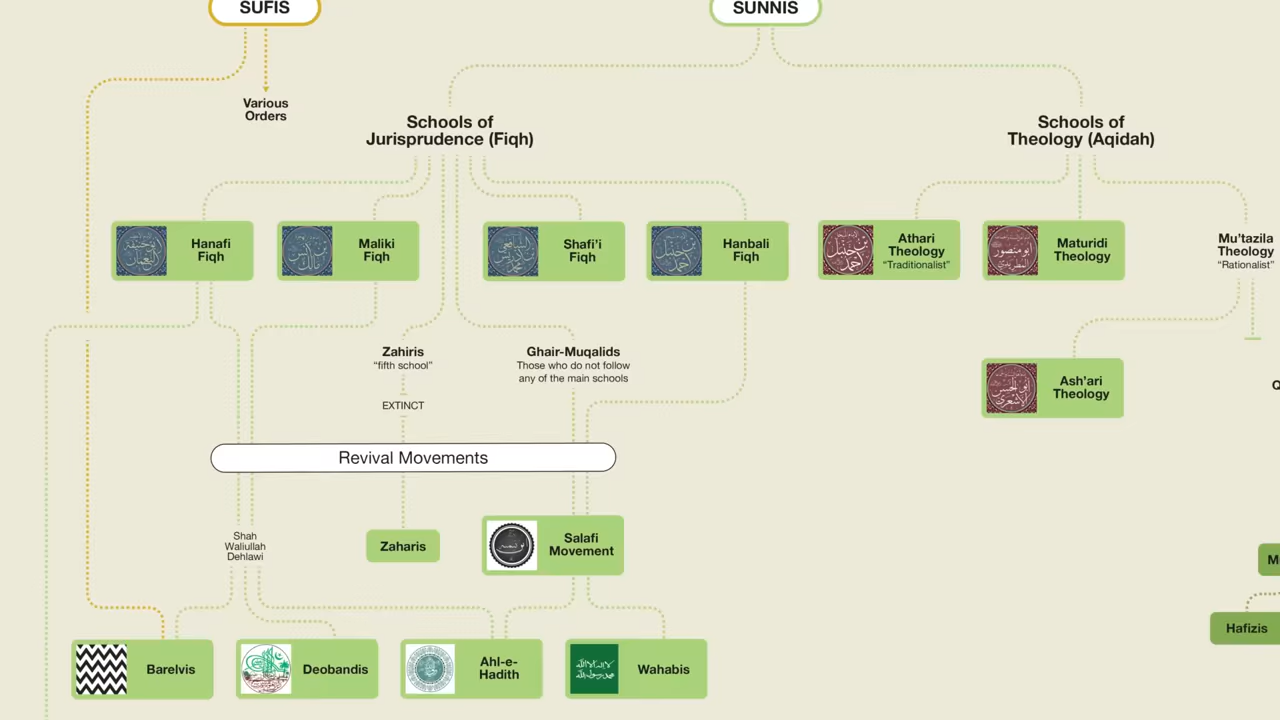 SUFIS
SUNNIS
Various
Orders
Schools of
Jurisprudence (Fiqh)
Schools of
Theology (Aqidah)
Hanafi
Fiqh
Maliki
Fiqh
Shafi’i
Fiqh
Hanbali
Fiqh
Athari
Theology
“Traditionalist”
Maturidi
Theology
Mu’tazila
Theology
“Rationalist”
Zahiris
“fifth school”
EXTINCT
Ghair-Muqalids
Those who do not follow
any of the main schools
Ash’ari
Theology
Q
Revival Movements
Shah
Waliullah
Dehlawi
Zaharis
Salafi
Movement
M
Hafizis
Barelvis
Deobandis
Ahl-e-
Hadith
Wahabis